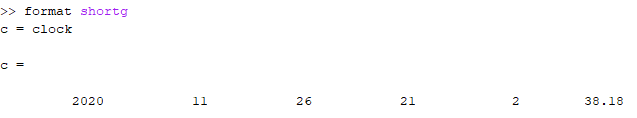 >> format shortg
c = clock
c =
2020 11 26 21 2 38.18